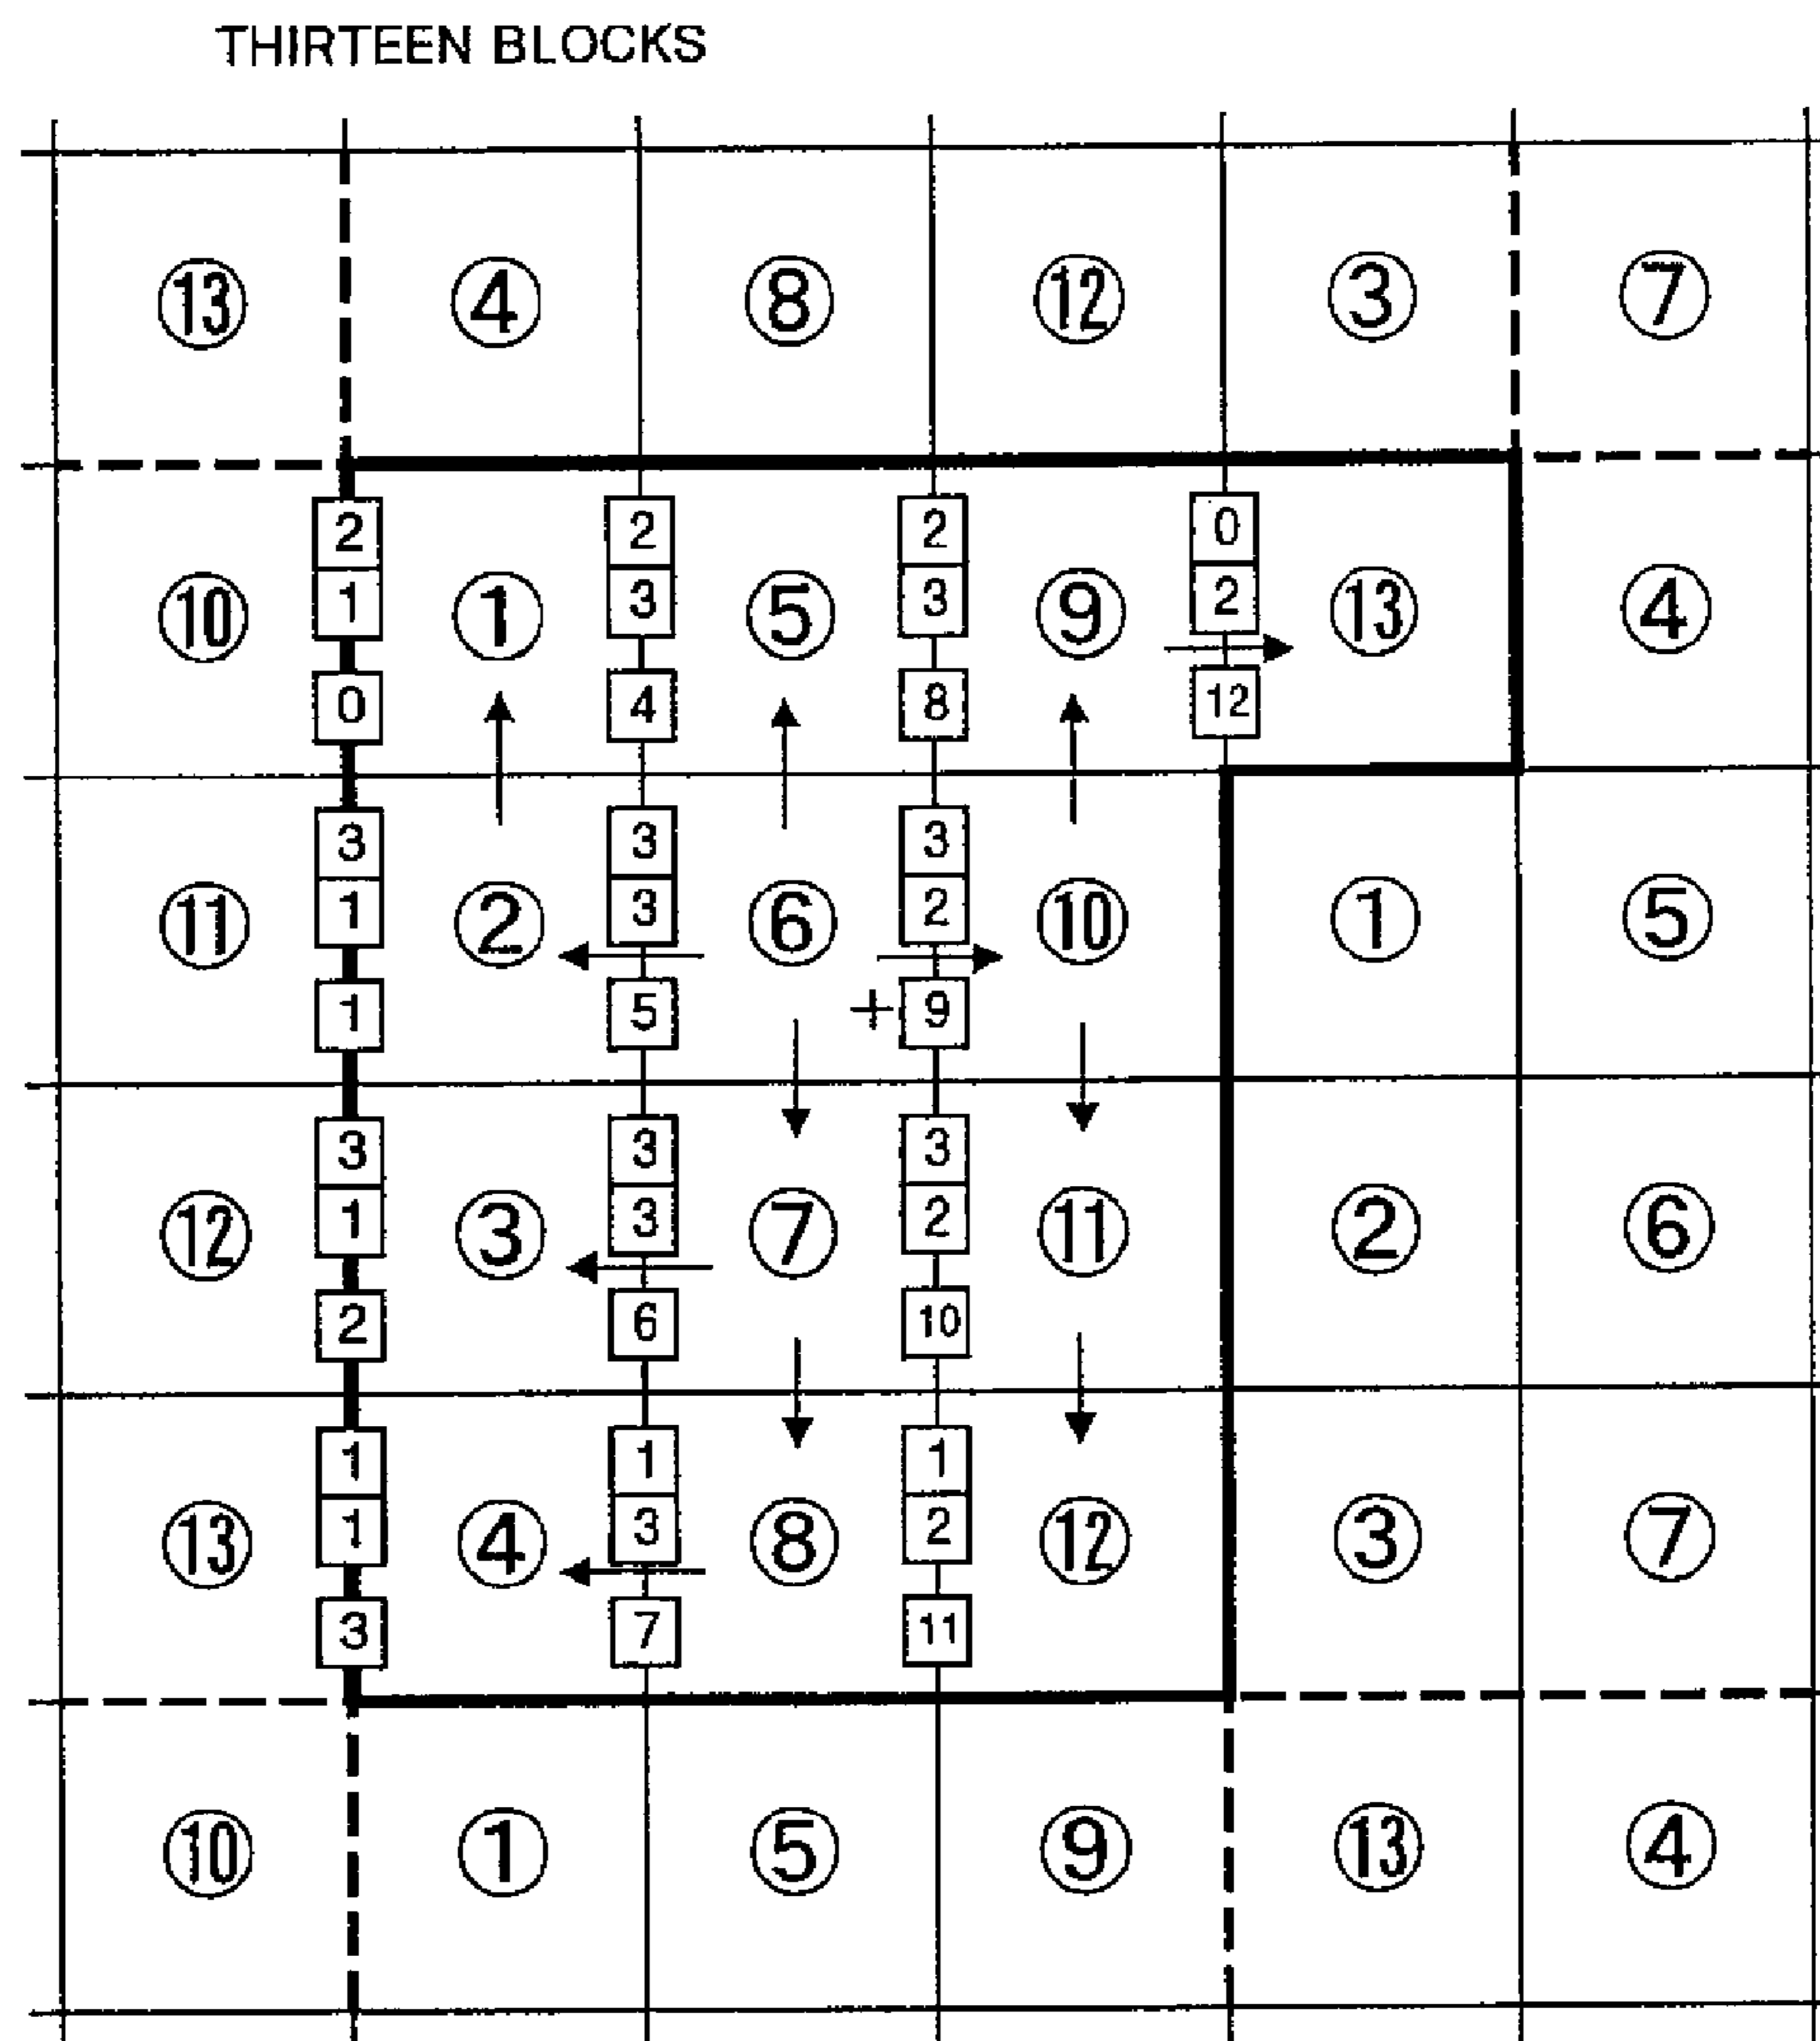 THIRTEEN BLOCKS
⑬ ④ ⑧ ⑫ ③ ⑦
2 2 2 0
1 3 3 2
⑩ ① ⑤ ⑨ ⑬ ④
0 4 8 12
3 3 3
1 3 2
⑪ ② ⑥ ⑩ ① ⑤
1 5 + 9
3 3 3
1 3 2
⑫ ③ ⑦ ⑪ ② ⑥
2 6 10
1 1 1
1 3 2
⑬ ④ ⑧ ⑫ ③ ⑦
3 7 11
⑩ ① ⑤ ⑨ ⑬ ④